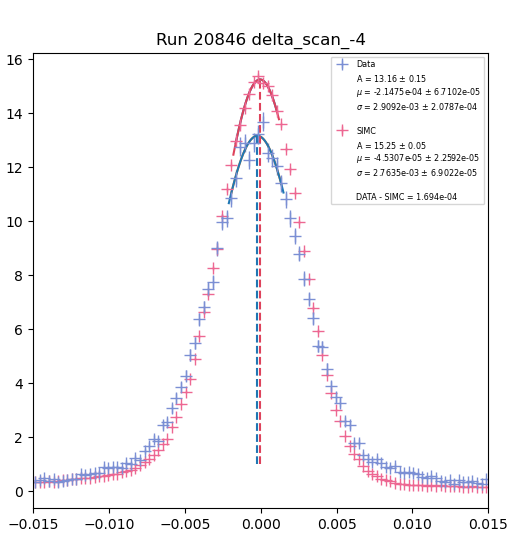 Run 20846 delta_scan_-4
Data
A = 13.16 ± 0.15
μ = -2.1475e-04 ± 6.7102e-05
σ = 2.9092e-03 ± 2.0787e-04
SIMC
A = 15.25 ± 0.05
μ = -4.5307e-05 ± 2.2592e-05
σ = 2.7635e-03 ± 6.9022e-05
DATA - SIMC = 1.694e-04
16
14
12
10
8
6
4
2
0
−0.015 −0.010 −0.005 0.000 0.005 0.010 0.015